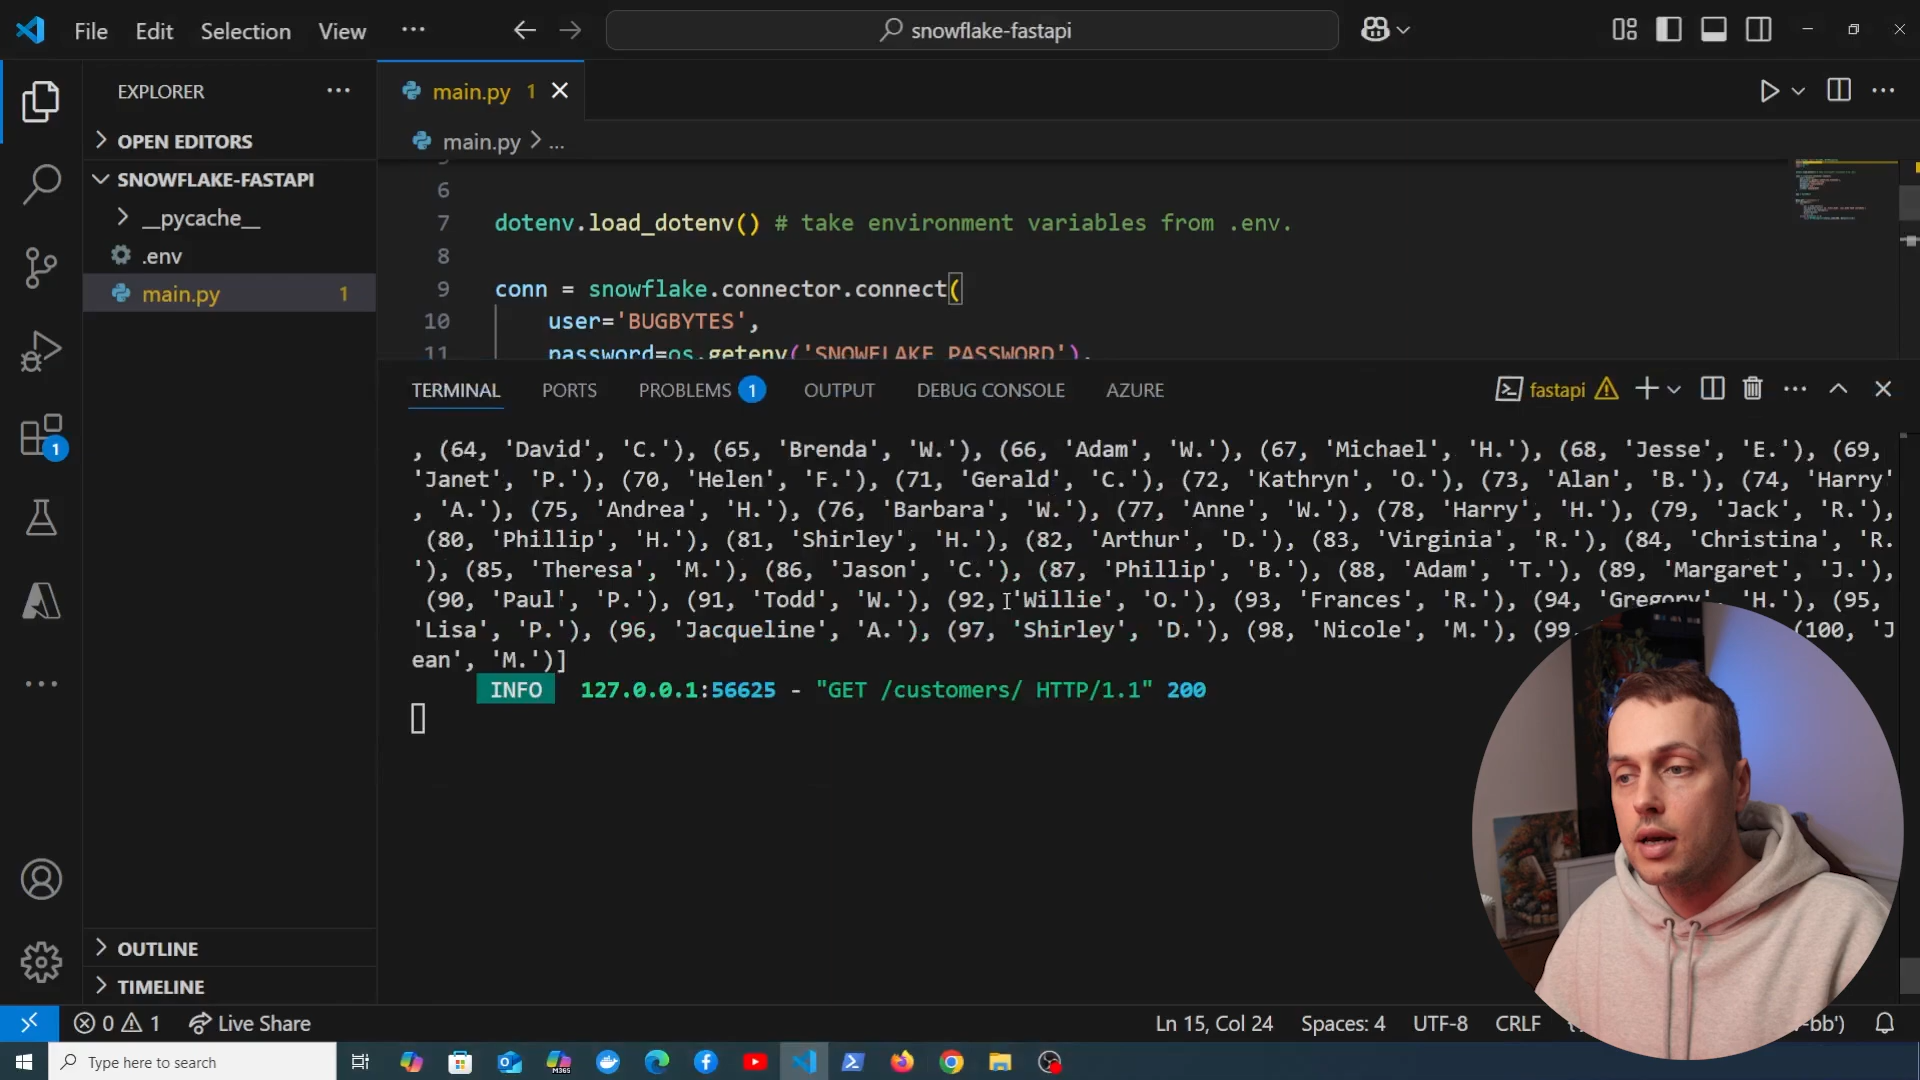 File Edit Selection View ··· snowflake-fastapi
EXPLORER
main.py 1
OPEN EDITORS
main.py > ...
SNOWFLAKE-FASTAPI
__pycache__
.env
main.py 1
6
7 dotenv.load_dotenv() # take environment variables from .env.
8
9 conn = snowflake.connector.connect(
10 user='BUGBYTES',
11 password=os.getenv('SNOWFLAKE_PASSWORD'),
TERMINAL PORTS PROBLEMS 1 OUTPUT DEBUG CONSOLE AZURE fastapi
, (64, 'David', 'C.'), (65, 'Brenda', 'W.'), (66, 'Adam', 'W.'), (67, 'Michael', 'H.'), (68, 'Jesse', 'E.'), (69,
'Janet', 'P.'), (70, 'Helen', 'F.'), (71, 'Gerald', 'C.'), (72, 'Kathryn', 'O.'), (73, 'Alan', 'B.'), (74, 'Harry'
, 'A.'), (75, 'Andrea', 'H.'), (76, 'Barbara', 'W.'), (77, 'Anne', 'W.'), (78, 'Harry', 'H.'), (79, 'Jack', 'R.'),
(80, 'Phillip', 'H.'), (81, 'Shirley', 'H.'), (82, 'Arthur', 'D.'), (83, 'Virginia', 'R.'), (84, 'Christina', 'R.
'), (85, 'Theresa', 'M.'), (86, 'Jason', 'C.'), (87, 'Phillip', 'B.'), (88, 'Adam', 'T.'), (89, 'Margaret', 'J.'),
(90, 'Paul', 'P.'), (91, 'Todd', 'W.'), (92, 'Willie', 'O.'), (93, 'Frances', 'R.'), (94, 'Gregory', 'H.'), (95,
'Lisa', 'P.'), (96, 'Jacqueline', 'A.'), (97, 'Shirley', 'D.'), (98, 'Nicole', 'M.'), (99, (100, 'J
ean', 'M.')]
INFO 127.0.0.1:56625 - "GET /customers/ HTTP/1.1" 200
1
OUTLINE
TIMELINE
0 1 Live Share Ln 15, Col 24 Spaces: 4 UTF-8 CRLF -bb')
Type here to search